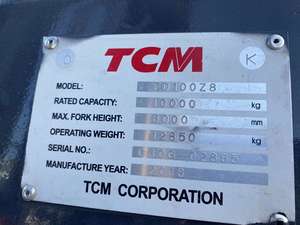 TCM
K
MODEL:
RATED CAPACITY: 10000 kg
MAX. FORK HEIGHT: mm
OPERATING WEIGHT: 12850 kg
SERIAL NO.:
MANUFACTURE YEAR:
TCM CORPORATION